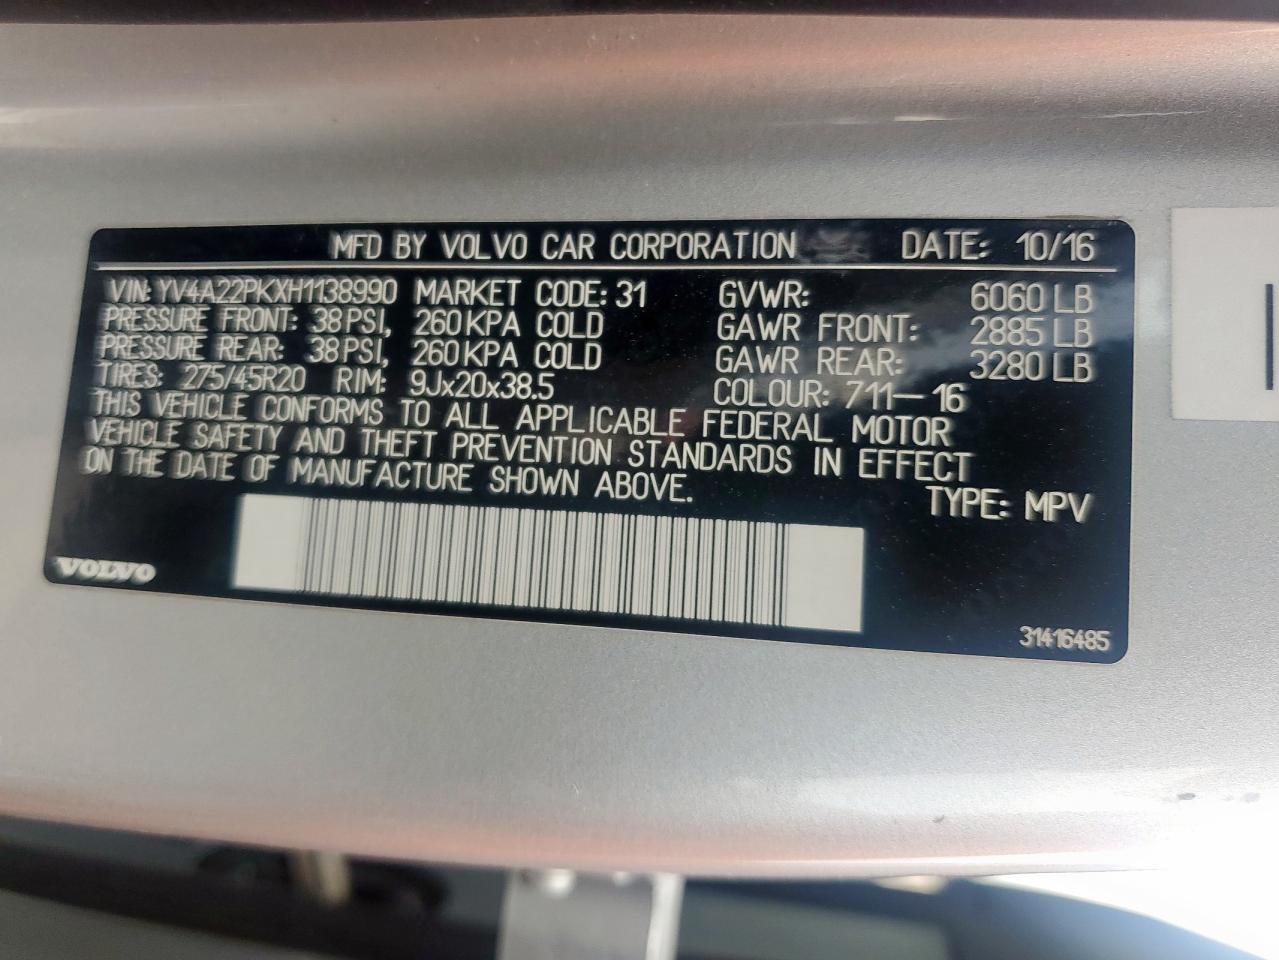 MFD BY VOLVO CAR CORPORATION DATE: 10/16
VIN: YV4A22PKXH1138990 MARKET CODE: 31 GVWR: 6060 LB
PRESSURE FRONT: 38 PSI, 260 KPA COLD GAWR FRONT: 2885 LB
PRESSURE REAR: 38 PSI, 260 KPA COLD GAWR REAR: 3280 LB
TIRES: 275/45R20 RIM: 9Jx20x38.5 COLOUR: 711-16
THIS VEHICLE CONFORMS TO ALL APPLICABLE FEDERAL MOTOR
VEHICLE SAFETY AND THEFT PREVENTION STANDARDS IN EFFECT
ON THE DATE OF MANUFACTURE SHOWN ABOVE.
TYPE: MPV
VOLVO
31416485